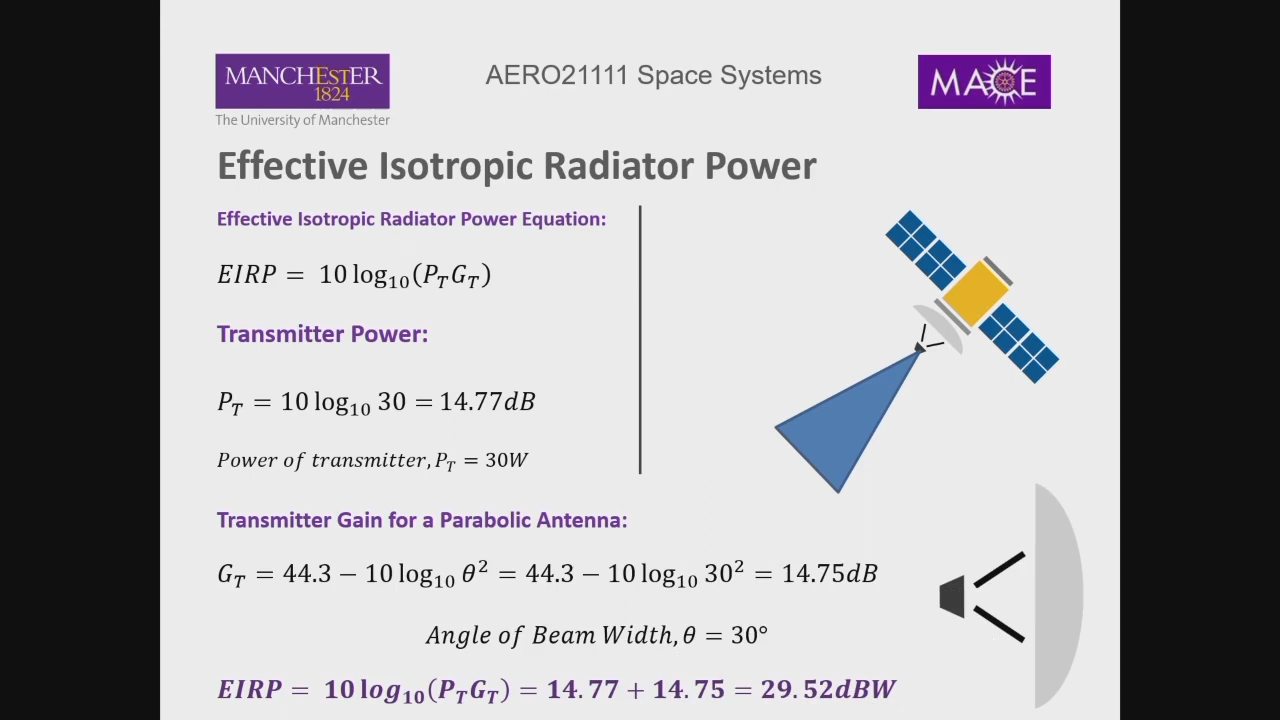 MANCHESTER
1824
The University of Manchester
AERO21111 Space Systems
MACE
Effective Isotropic Radiator Power
Effective Isotropic Radiator Power Equation:
EIRP = 10 log₁₀(P_T G_T)
Transmitter Power:
P_T = 10 log₁₀ 30 = 14.77dB
Power of transmitter, P_T = 30W
Transmitter Gain for a Parabolic Antenna:
G_T = 44.3 − 10 log₁₀ θ² = 44.3 − 10 log₁₀ 30² = 14.75dB
Angle of Beam Width, θ = 30°
EIRP = 10 log₁₀(P_T G_T) = 14.77 + 14.75 = 29.52dBW